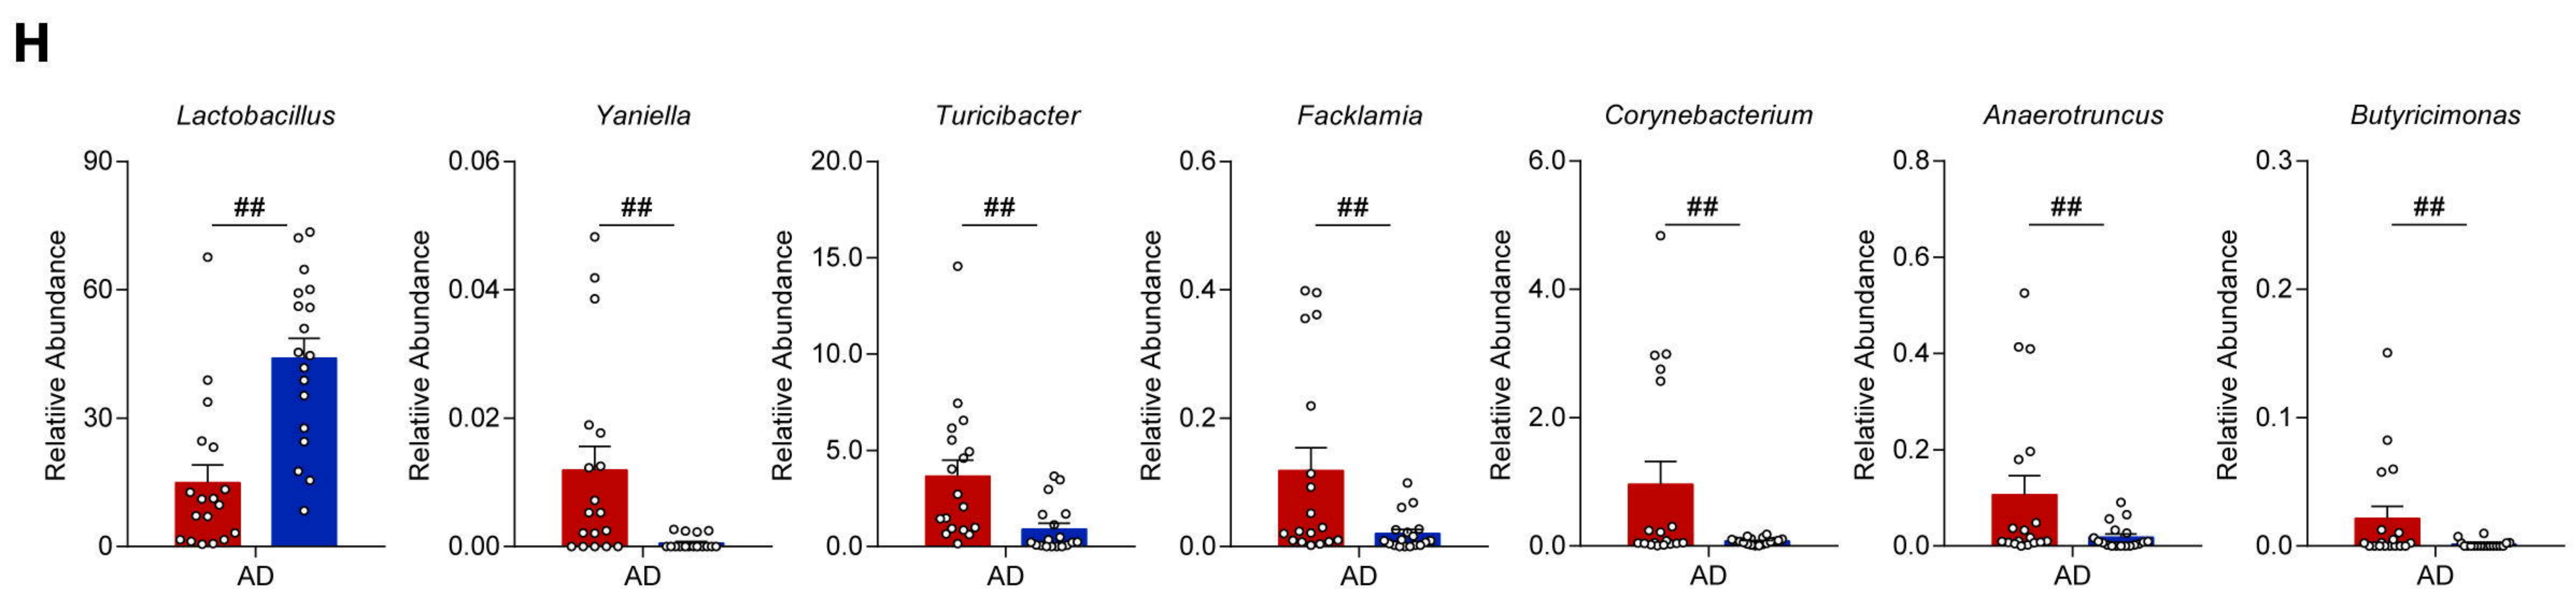 H
Lactobacillus
Yaniella
Turicibacter
Facklamia
Corynebacterium
Anaerotruncus
Butyricimonas
Relatiive Abundance
90
60
30
0
##
AD
Relatiive Abundance
0.06
0.04
0.02
0.00
##
AD
Relatiive Abundance
20.0
15.0
10.0
5.0
0.0
##
AD
Relatiive Abundance
0.6
0.4
0.2
0.0
##
AD
Relatiive Abundance
6.0
4.0
2.0
0.0
##
AD
Relatiive Abundance
0.8
0.6
0.4
0.2
0.0
##
AD
Relatiive Abundance
0.3
0.2
0.1
0.0
##
AD